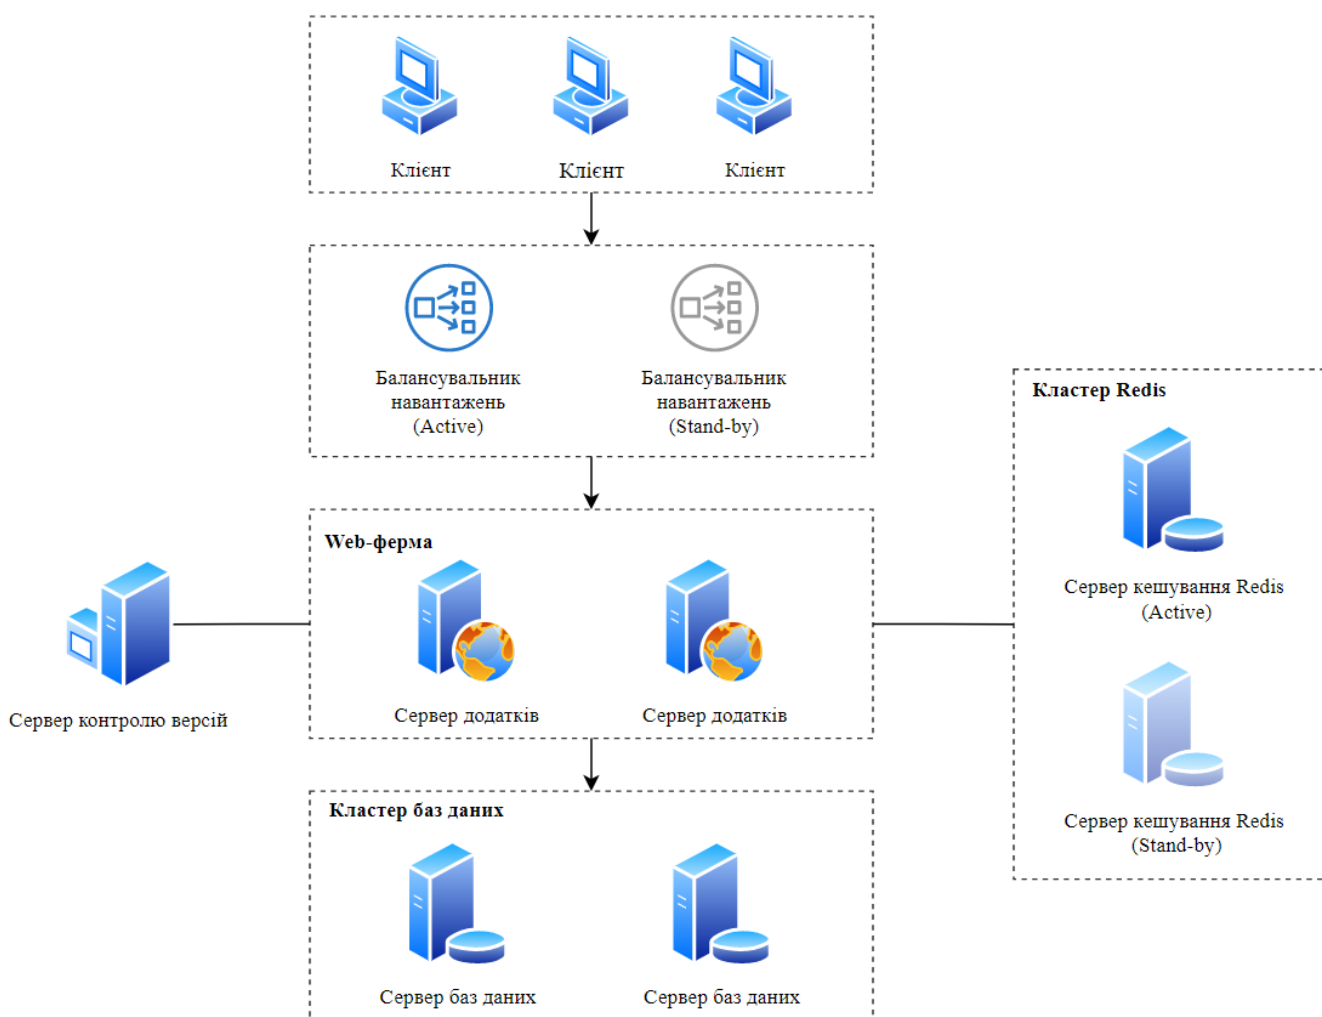 Клієнт
Клієнт
Клієнт
Балансувальник
навантажень
(Active)
Балансувальник
навантажень
(Stand-by)
Кластер Redis
Сервер кешування Redis
(Active)
Сервер кешування Redis
(Stand-by)
Web-ферма
Сервер додатків
Сервер додатків
Сервер контролю версій
Кластер баз даних
Сервер баз даних
Сервер баз даних